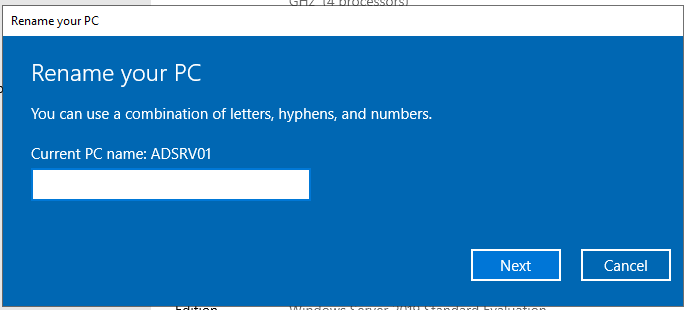 GHz (4 processors)
Rename your PC
Rename your PC
You can use a combination of letters, hyphens, and numbers.
Current PC name: ADSRV01
Next Cancel
Edition Windows Server 2019 Standard Evaluation